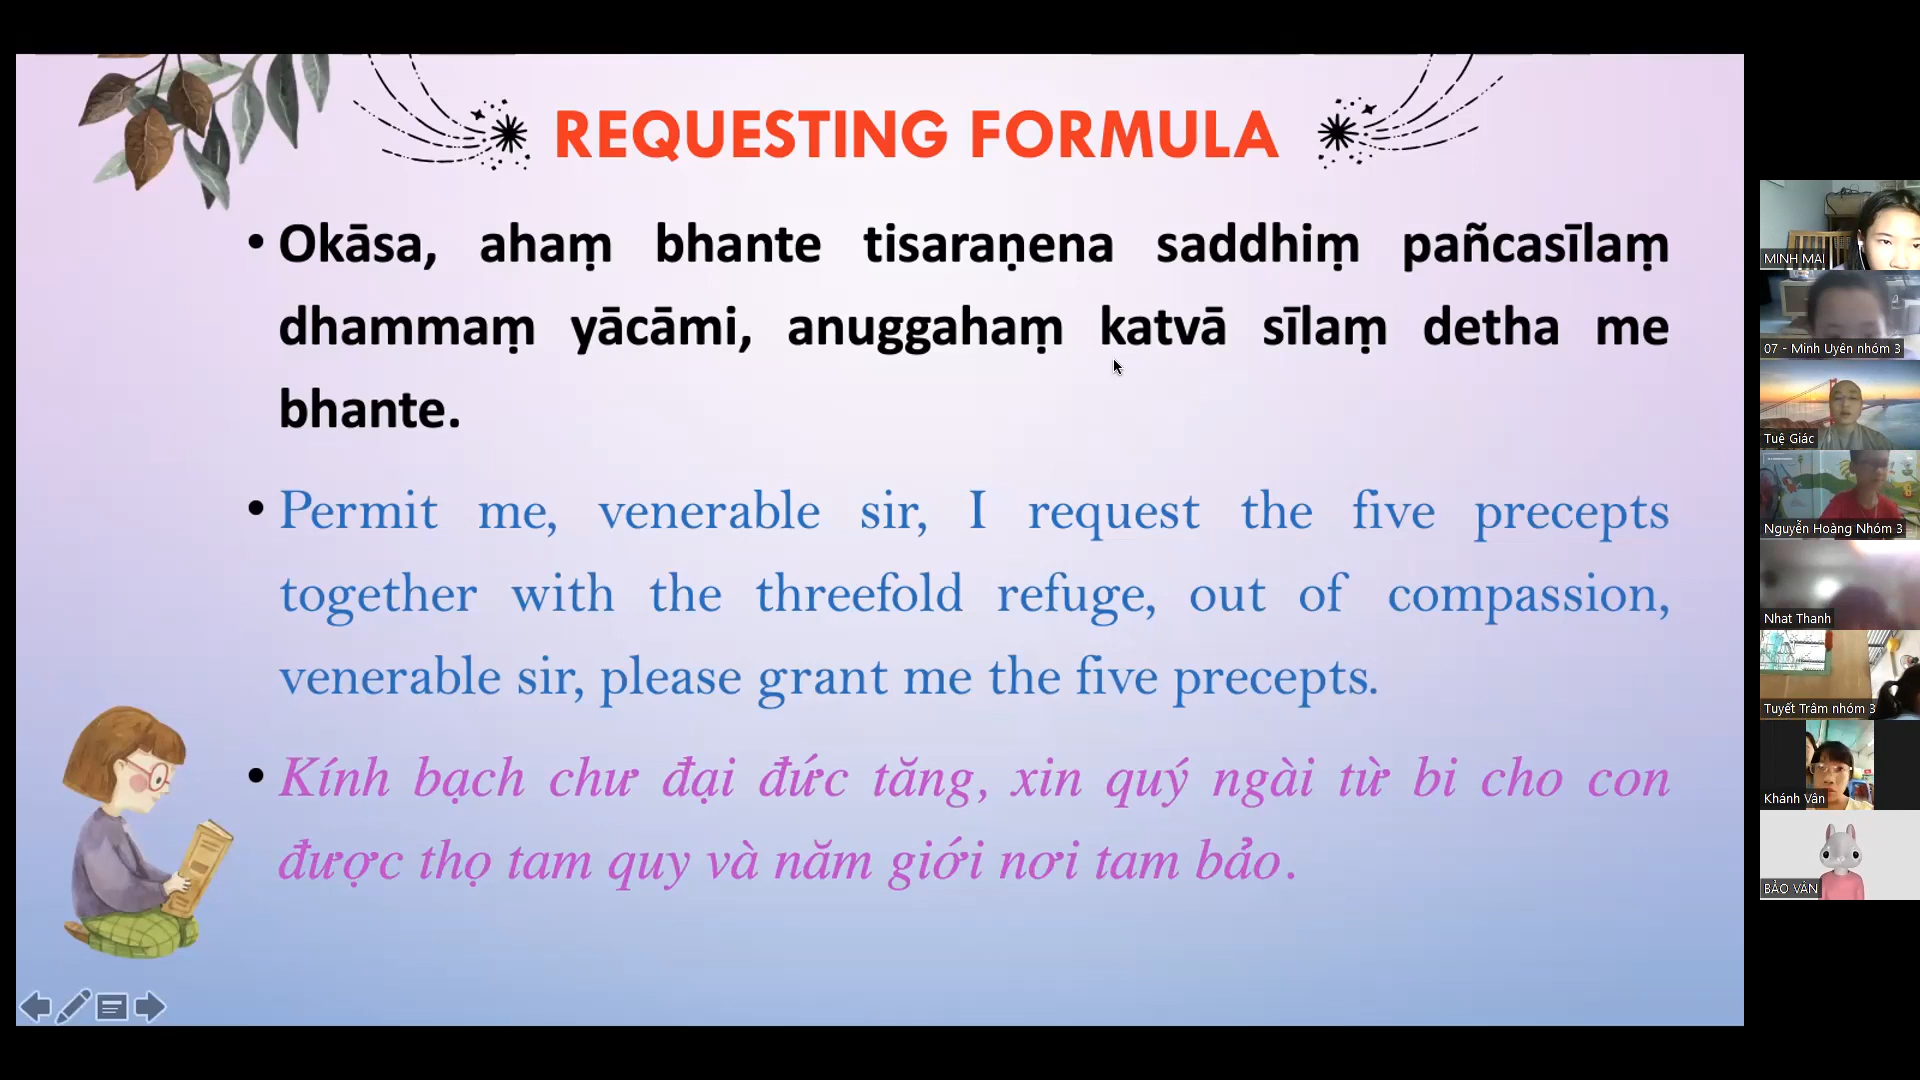 REQUESTING FORMULA
• Okāsa, ahaṃ bhante tisaraṇena saddhiṃ pañcasīlaṃ
dhammaṃ yācāmi, anuggahaṃ katvā sīlaṃ detha me
bhante.
• Permit me, venerable sir, I request the five precepts
together with the threefold refuge, out of compassion,
venerable sir, please grant me the five precepts.
• Kính bạch chư đại đức tăng, xin quý ngài từ bi cho con
được thọ tam quy và năm giới nơi tam bảo.
MINH MAI
07 - Minh Uyên nhóm 3
Tuệ Giác
Nguyễn Hoàng Nhóm 3
Nhat Thanh
Tuyết Trâm nhóm 3
Khánh Vân
BẢO VÂN